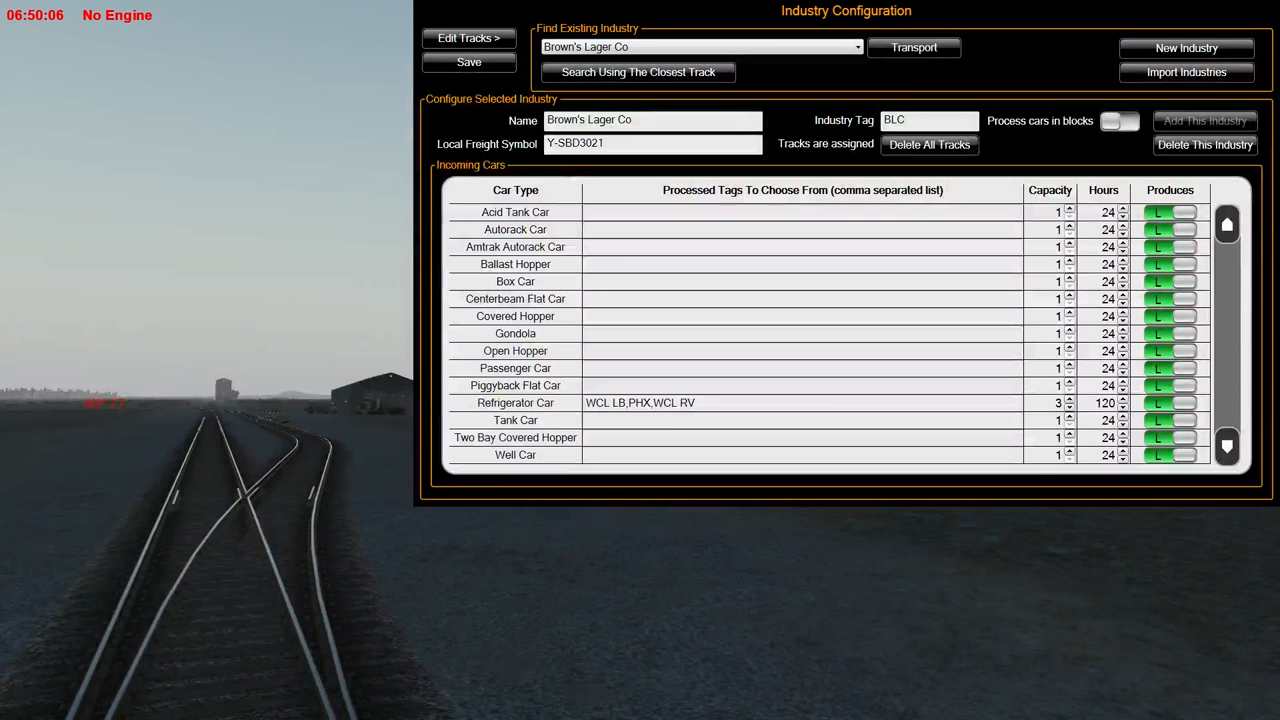 06:50:06 No Engine
Industry Configuration
Edit Tracks >
Save
Find Existing Industry
Brown's Lager Co
Transport
Search Using The Closest Track
New Industry
Import Industries
Configure Selected Industry
Name Brown's Lager Co Industry Tag BLC Process cars in blocks Add This Industry
Local Freight Symbol Y-SBD3021 Tracks are assigned Delete All Tracks Delete This Industry
Incoming Cars
Car Type Processed Tags To Choose From (comma separated list) Capacity Hours Produces
Acid Tank Car 1 24 L
Autorack Car 1 24 L
Amtrak Autorack Car 1 24 L
Ballast Hopper 1 24 L
Box Car 1 24 L
Centerbeam Flat Car 1 24 L
Covered Hopper 1 24 L
Gondola 1 24 L
Open Hopper 1 24 L
Passenger Car 1 24 L
Piggyback Flat Car 1 24 L
Refrigerator Car WCL LB,PHX,WCL RV 3 120 L
Tank Car 1 24 L
Two Bay Covered Hopper 1 24 L
Well Car 1 24 L